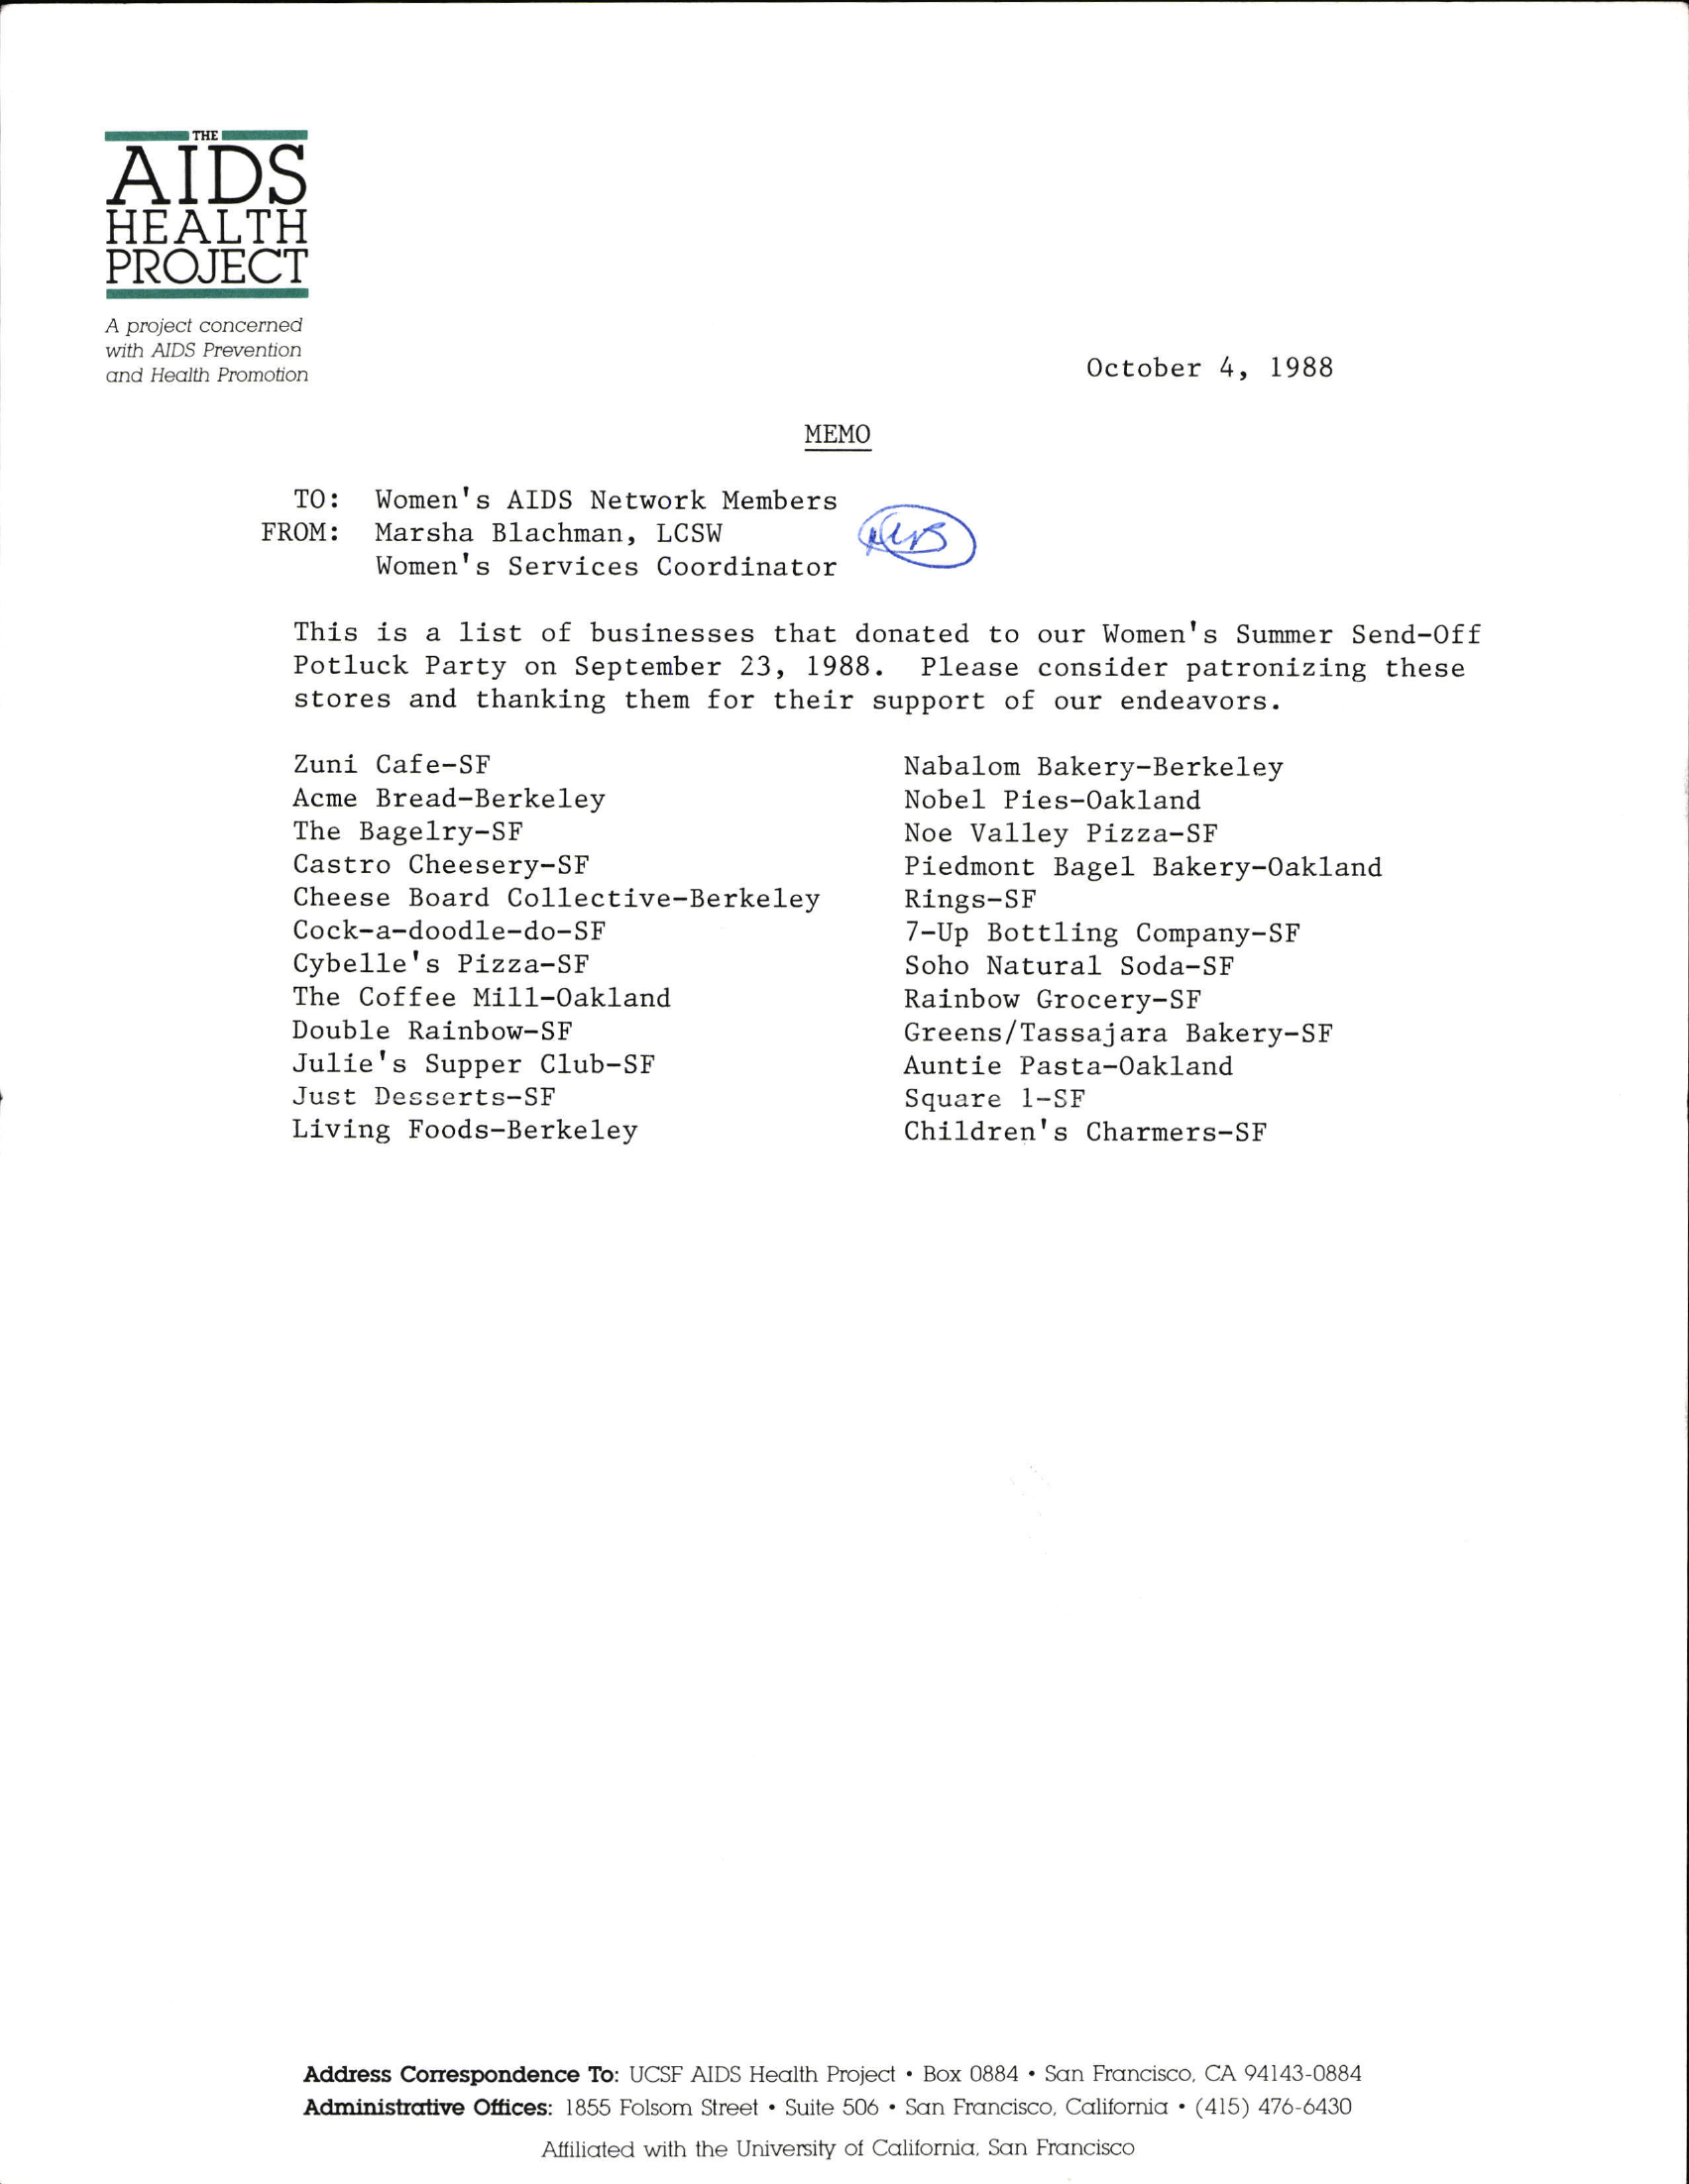 THE
AIDS
HEALTH
PROJECT
A project concerned
with AIDS Prevention
and Health Promotion
October 4, 1988
MEMO
TO: Women's AIDS Network Members
FROM: Marsha Blachman, LCSW
Women's Services Coordinator
This is a list of businesses that donated to our Women's Summer Send-Off
Potluck Party on September 23, 1988. Please consider patronizing these
stores and thanking them for their support of our endeavors.
Zuni Cafe-SF
Acme Bread-Berkeley
The Bagelry-SF
Castro Cheesery-SF
Cheese Board Collective-Berkeley
Cock-a-doodle-do-SF
Cybelle's Pizza-SF
The Coffee Mill-Oakland
Double Rainbow-SF
Julie's Supper Club-SF
Just Desserts-SF
Living Foods-Berkeley
Nabalom Bakery-Berkeley
Nobel Pies-Oakland
Noe Valley Pizza-SF
Piedmont Bagel Bakery-Oakland
Rings-SF
7-Up Bottling Company-SF
Soho Natural Soda-SF
Rainbow Grocery-SF
Greens/Tassajara Bakery-SF
Auntie Pasta-Oakland
Square 1-SF
Children's Charmers-SF
Address Correspondence To: UCSF AIDS Health Project • Box 0884 • San Francisco, CA 94143-0884
Administrative Offices: 1855 Folsom Street • Suite 506 • San Francisco, California • (415) 476-6430
Affiliated with the University of California, San Francisco